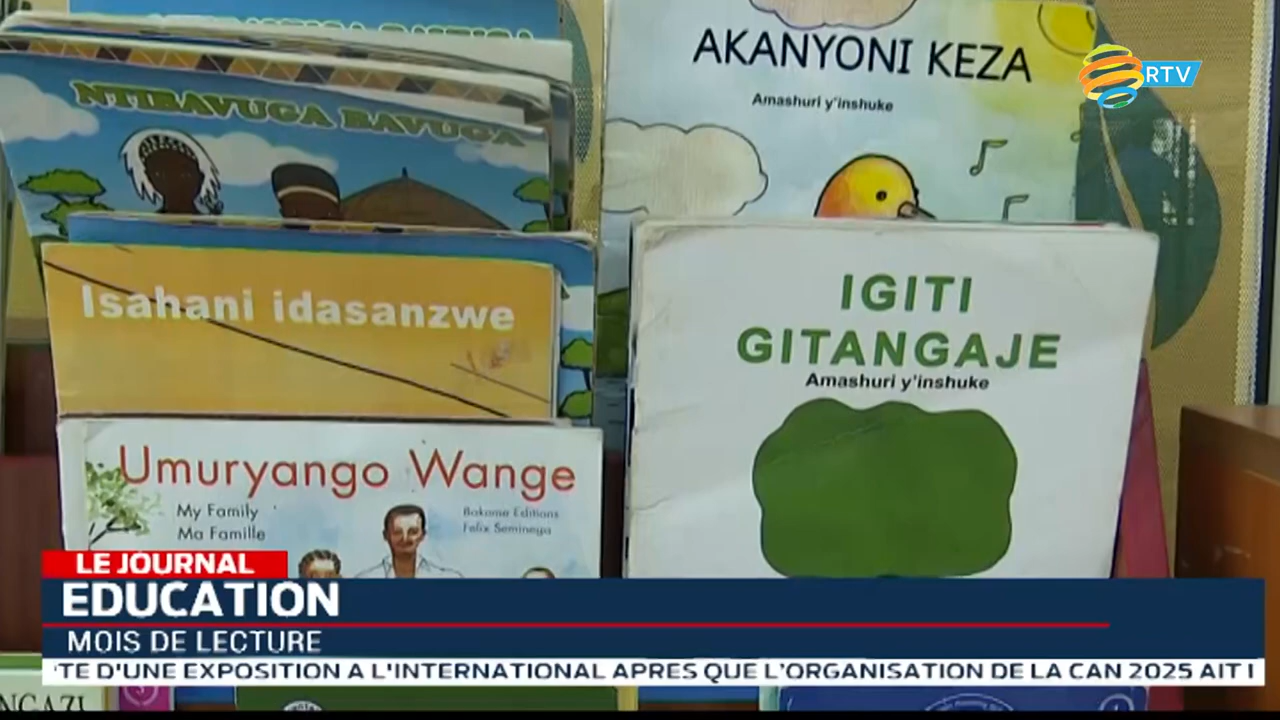 AKANYONI KEZA
Amashuri y'inshuke
RTV
NTIBAVUGA BAVUGA
Isahani idasanzwe
IGITI
GITANGAJE
Amashuri y'inshuke
Umuryango Wange
My Family
Ma Famille
Bakame Editions
Felix Seminega
LE JOURNAL
EDUCATION
MOIS DE LECTURE
'TE D'UNE EXPOSITION A L'INTERNATIONAL APRES QUE L'ORGANISATION DE LA CAN 2025 AIT
NGAZI